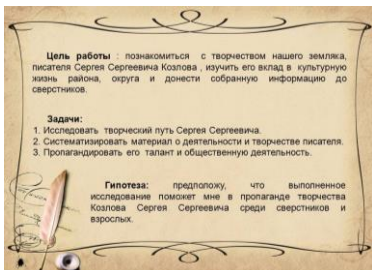 Цель работы : познакомиться с творчеством нашего земляка,
писателя Сергея Сергеевича Козлова , изучить его вклад в культурную
жизнь района, округа и донести собранную информацию до
сверстников.
Задачи:
1. Исследовать творческий путь Сергея Сергеевича.
2. Систематизировать материал о деятельности и творчестве писателя.
3. Пропагандировать его талант и общественную деятельность.
Гипотеза: предположу, что выполненное
исследование поможет мне в пропаганде творчества
Козлова Сергея Сергеевича среди сверстников и
взрослых.